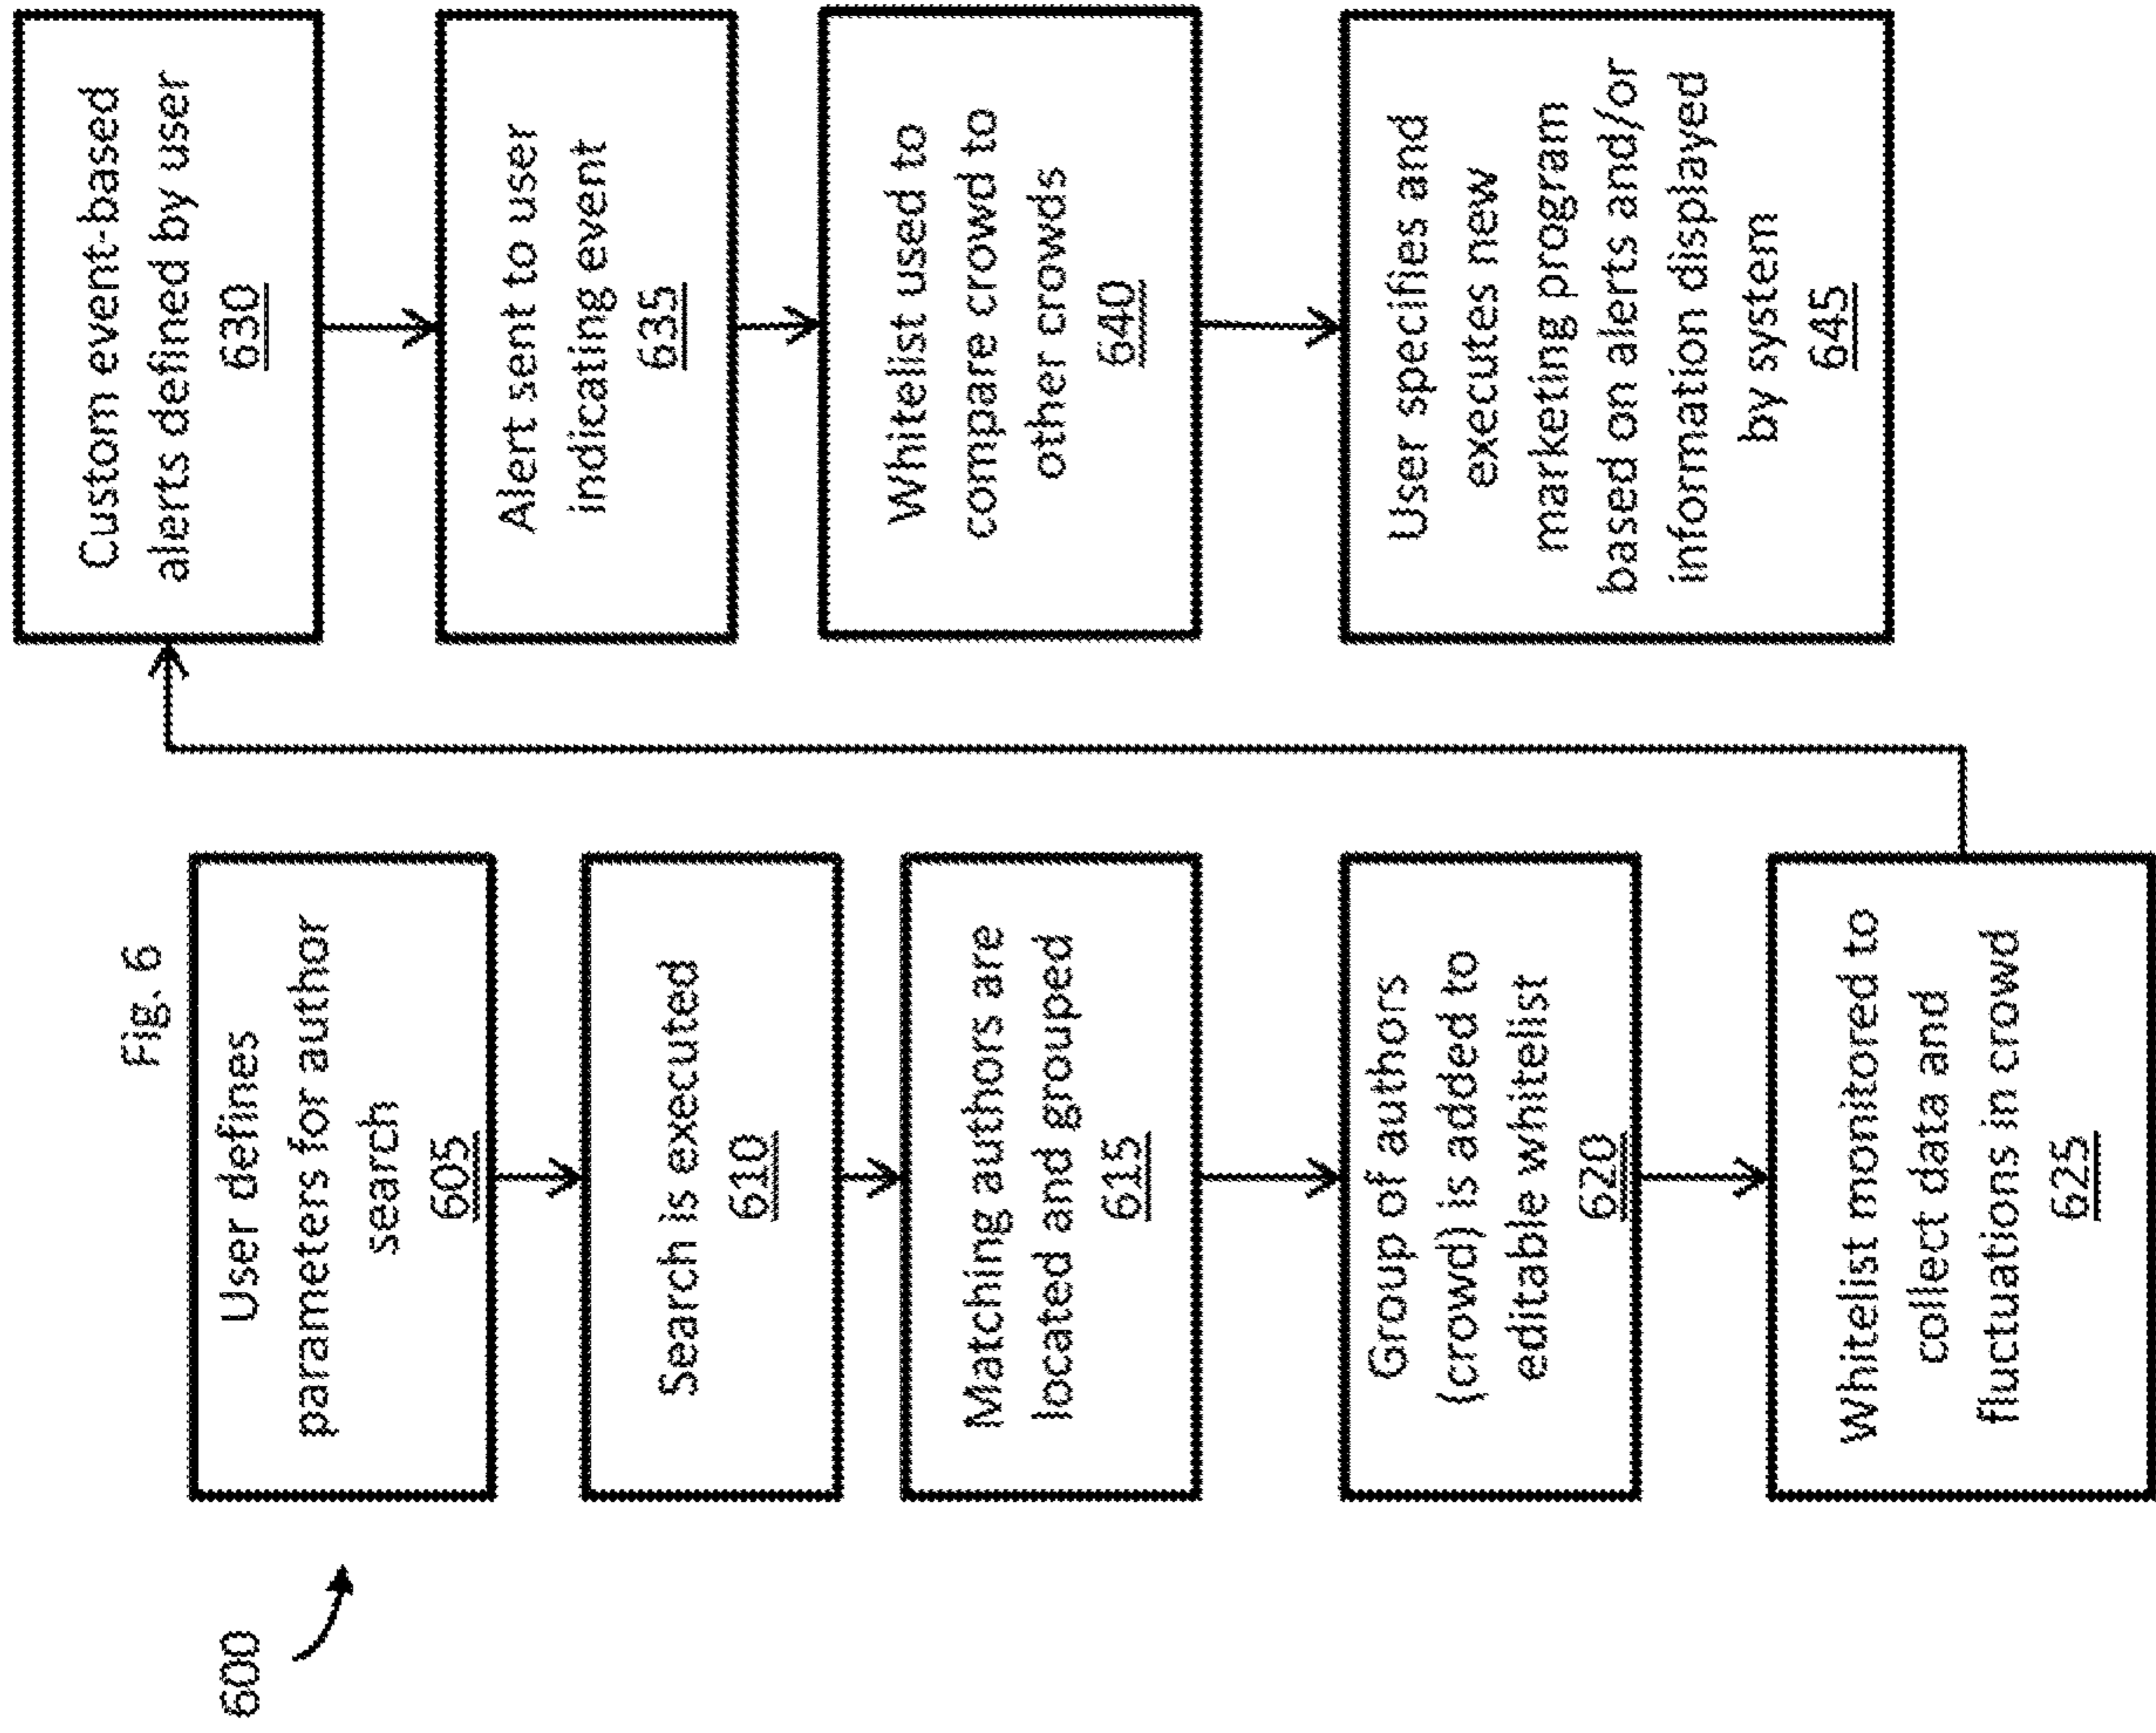 Fig. 6
600
User defines
parameters for author
search
605
Search is executed
610
Matching authors are
located and grouped
615
Group of authors
(crowd) is added to
editable whitelist
620
Whitelist monitored to
collect data and
fluctuations in crowd
625
Custom event-based
alerts defined by user
630
Alert sent to user
indicating event
635
Whitelist used to
compare crowd to
other crowds
640
User specifies and
executes new
marketing program
based on alerts and/or
information displayed
by system
645